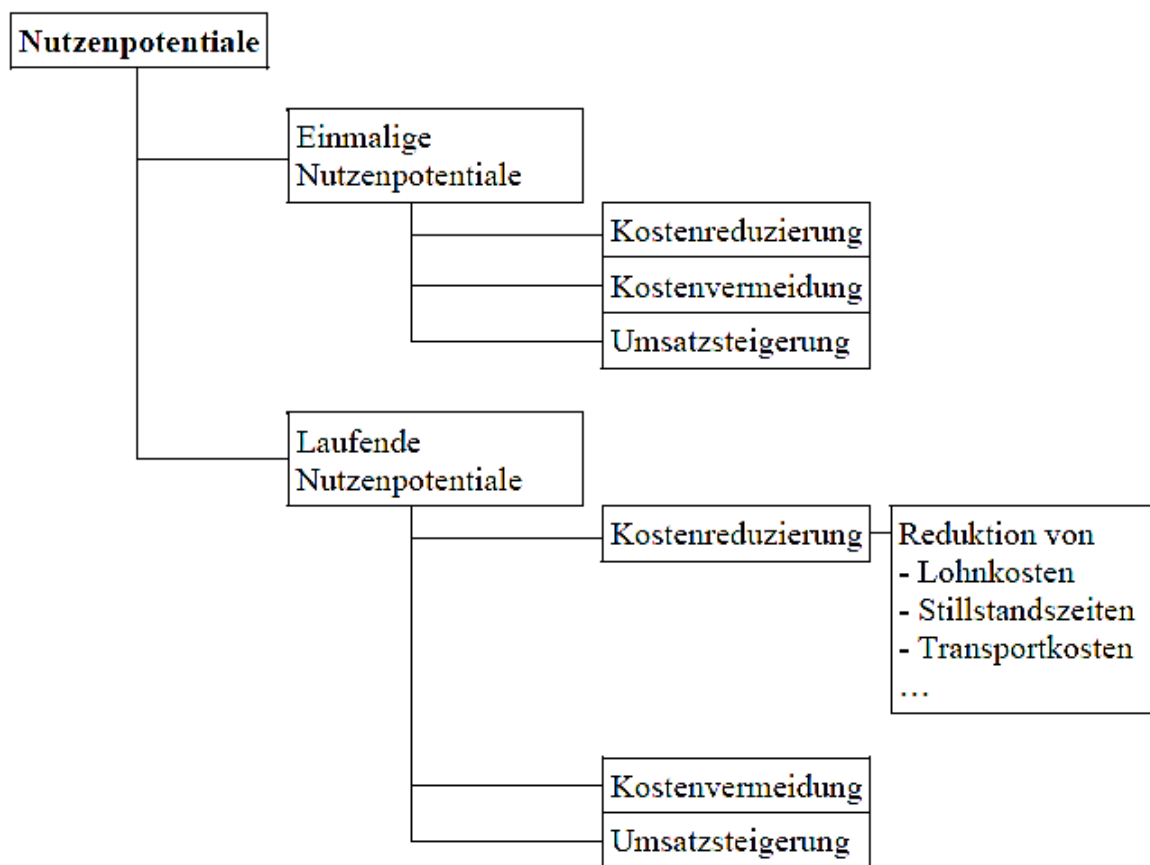 Nutzenpotentiale
Einmalige
Nutzenpotentiale
Kostenreduzierung
Kostenvermeidung
Umsatzsteigerung
Laufende
Nutzenpotentiale
Kostenreduzierung
Reduktion von
- Lohnkosten
- Stillstandszeiten
- Transportkosten
…
Kostenvermeidung
Umsatzsteigerung